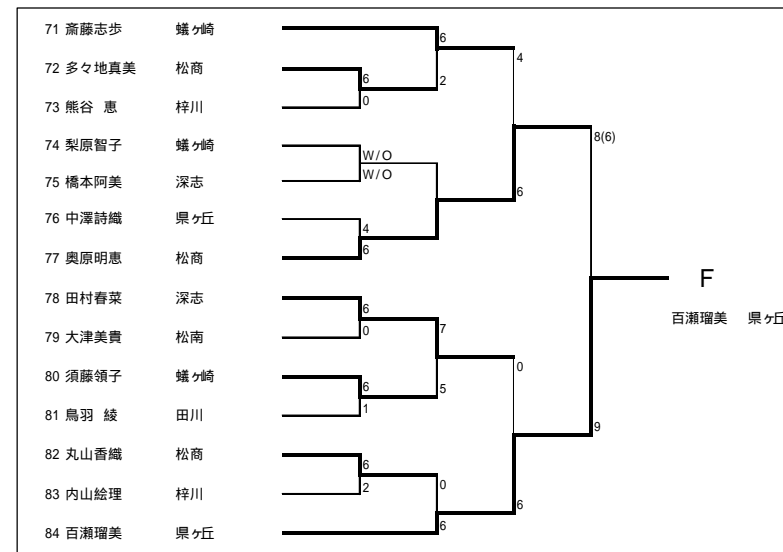 71 斎藤志歩 蟻ヶ崎
6
4
72 多々地真美 松商
6
2
73 熊谷 恵 梓川
0
8(6)
74 梨原智子 蟻ヶ崎
W/O
75 橋本阿美 深志
W/O
6
76 中澤詩織 県ヶ丘
4
77 奥原明恵 松商
6
F
78 田村春菜 深志
6
7
百瀬瑠美 県ヶ丘
79 大津美貴 松南
0
0
80 須藤領子 蟻ヶ崎
6
5
81 鳥羽 綾 田川
1
9
82 丸山香織 松商
6
0
83 内山絵理 梓川
2
6
84 百瀬瑠美 県ヶ丘
6